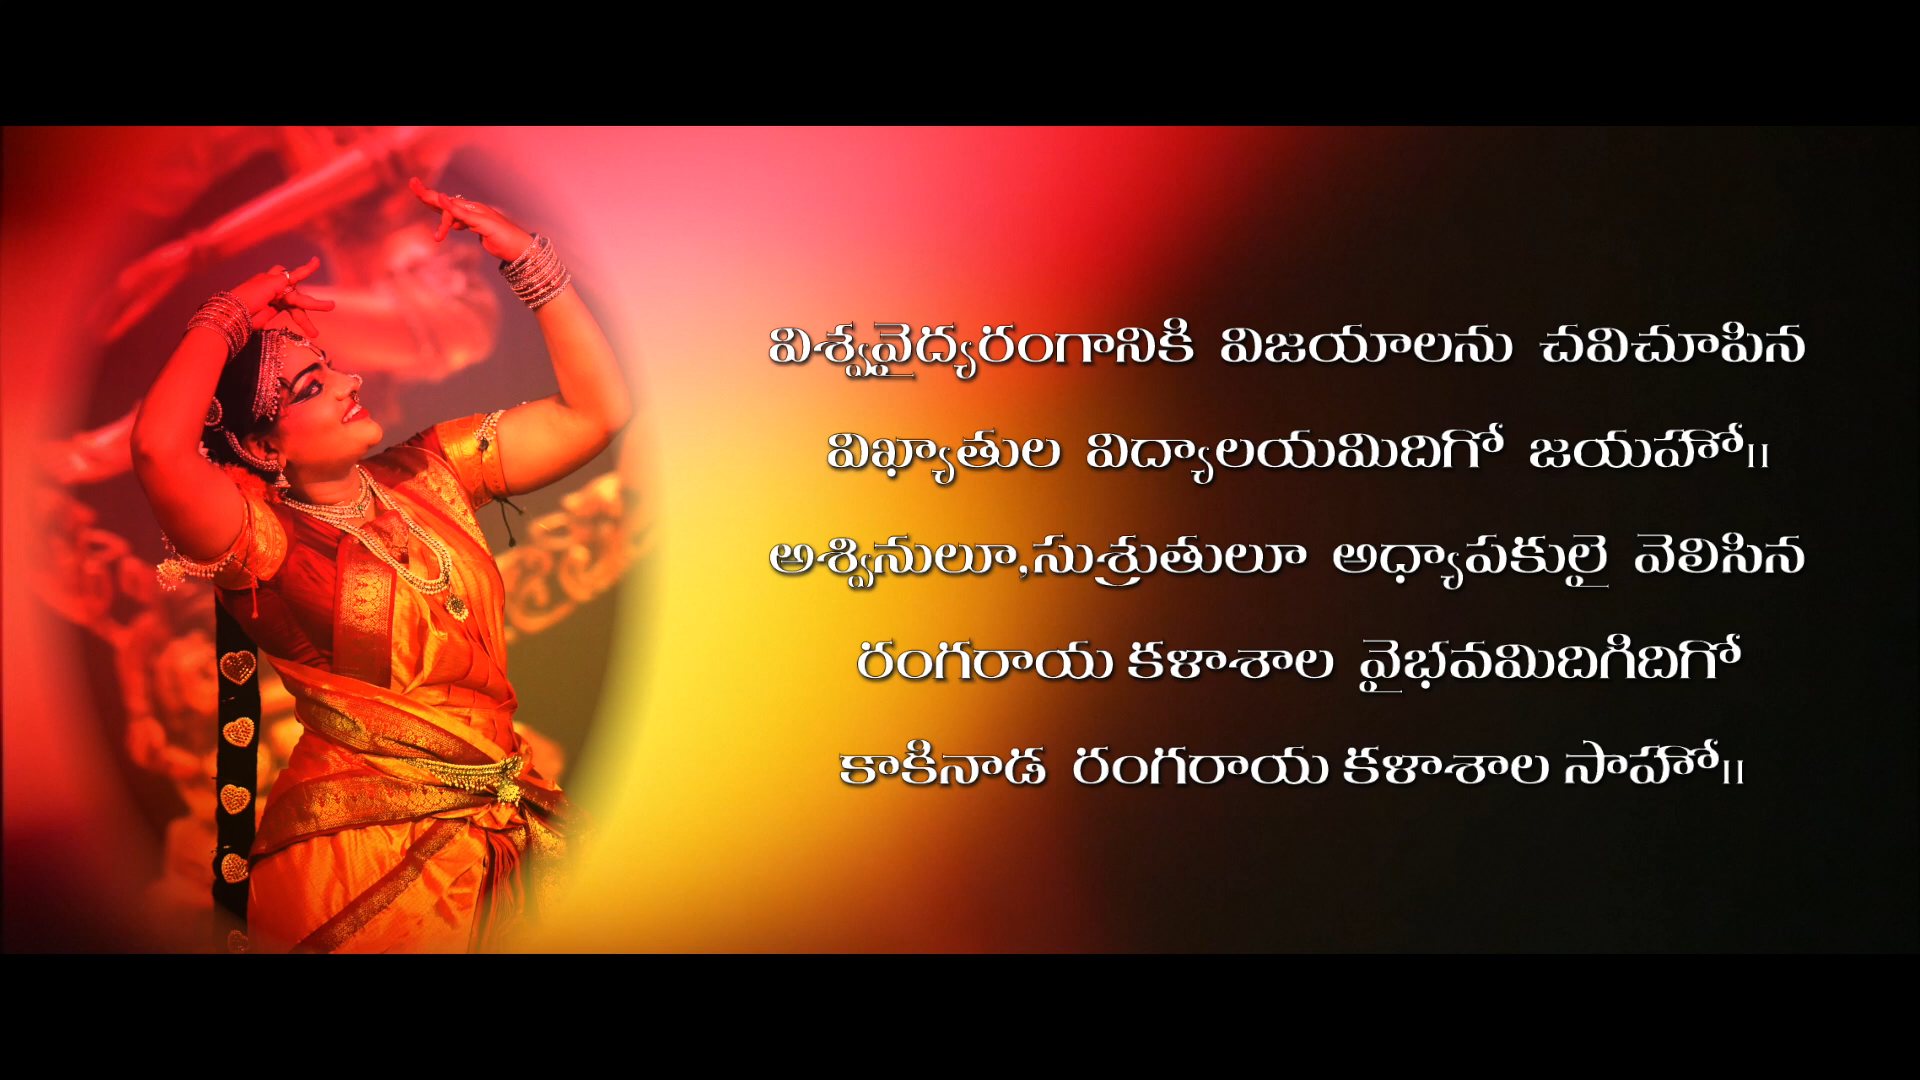 విశ్వవైద్యరంగానికి విజయాలను చవిచూపిన
విఖ్యాతుల విద్యాలయమిదిగో జయహో||
అశ్వినులూ,సుశ్రుతులూ అధ్యాపకులై వెలిసిన
రంగరాయ కళాశాల వైభవమిదిగిదిగో
కాకినాడ రంగరాయ కళాశాల సాహో||